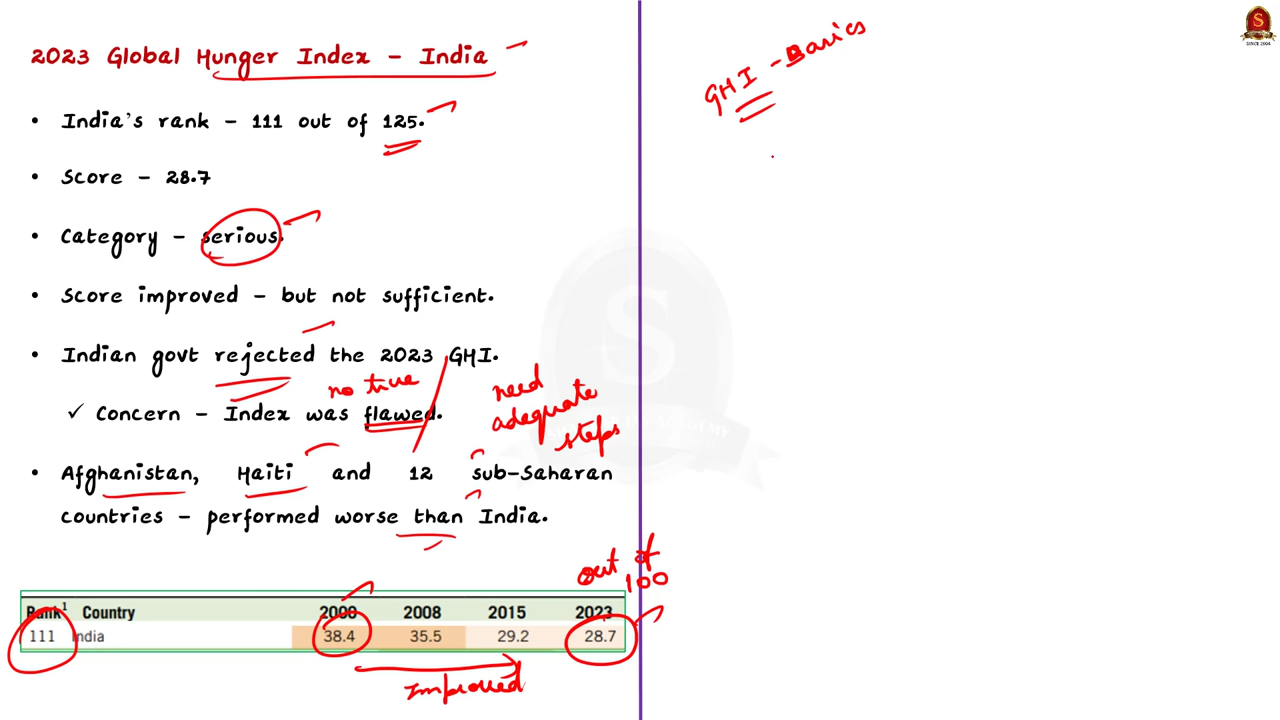 2023 Global Hunger Index - India
• India's rank - 111 out of 125.
• Score - 28.7
• Category - serious.
• Score improved - but not sufficient.
• Indian govt rejected the 2023 GHI.
no true
✓ Concern - Index was flawed.
need
adequate
steps
• Afghanistan, Haiti and 12 sub-Saharan
countries - performed worse than India.
out of
100
Rank1 Country 2000 2008 2015 2023
111 India 38.4 35.5 29.2 28.7
Improved
GHI - Basics
S
SINCE 2004